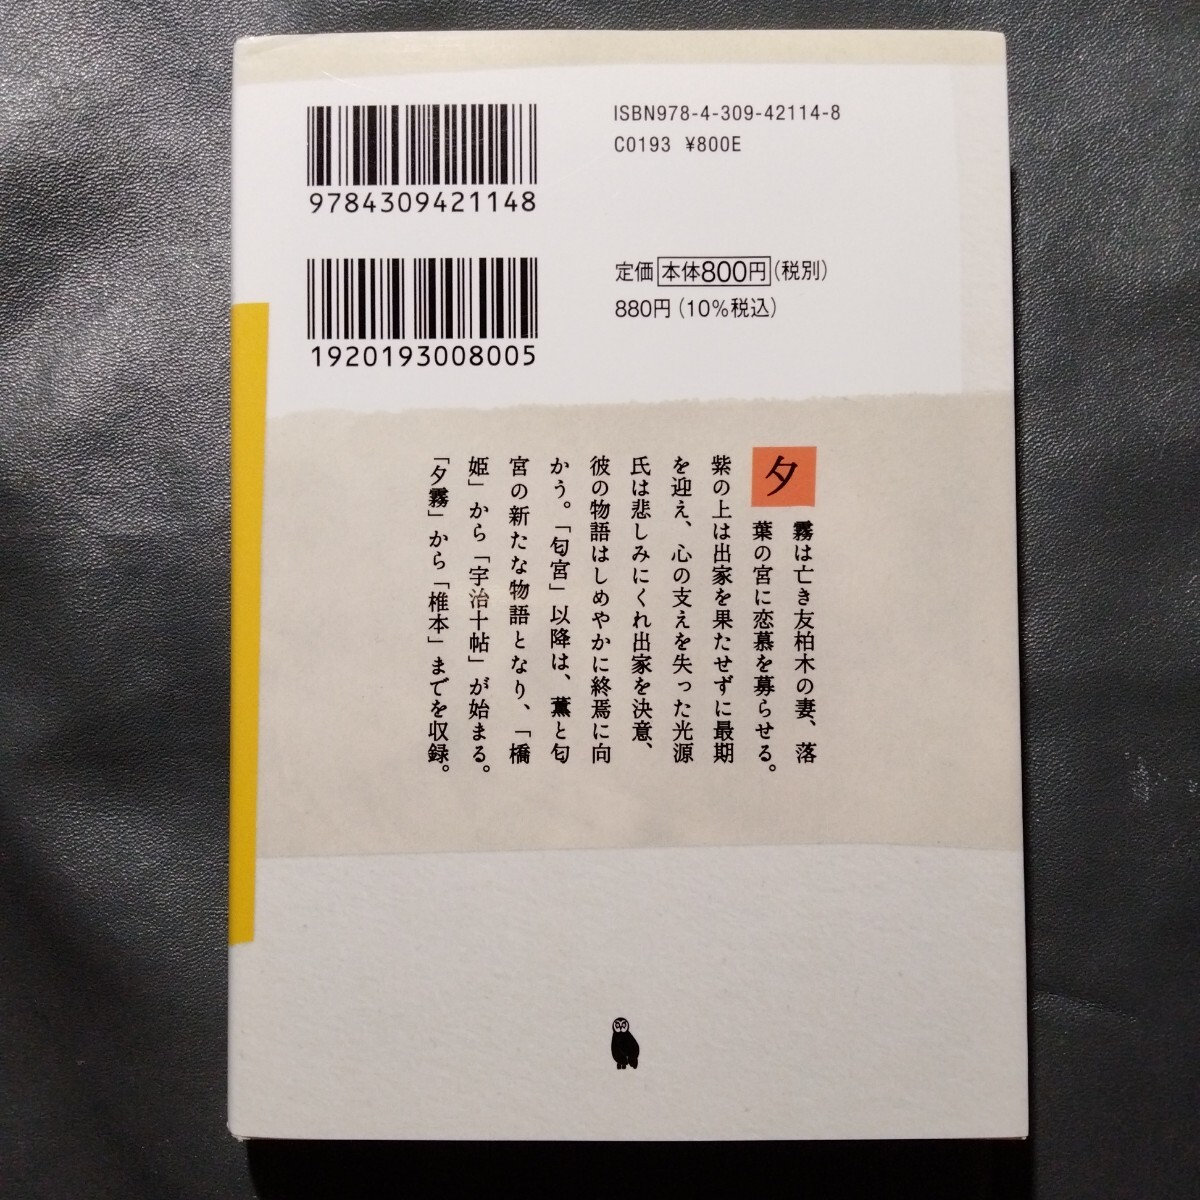 ISBN978-4-309-42114-8
C0193 ¥800E
9784309421148
定価 本体800円 (税別)
880円 (10%税込)
1920193008005
夕霧は亡き友柏木の妻、落
葉の宮に恋慕を募らせる。
紫の上は出家を果たせずに最期
を迎え、心の支えを失った光源
氏は悲しみにくれ出家を決意、
彼の物語はしめやかに終焉に向
かう。「匂宮」以降は、薫と匂
宮の新たな物語となり、「橋
姫」から「宇治十帖」が始まる。
「夕霧」から「椎本」までを収録。